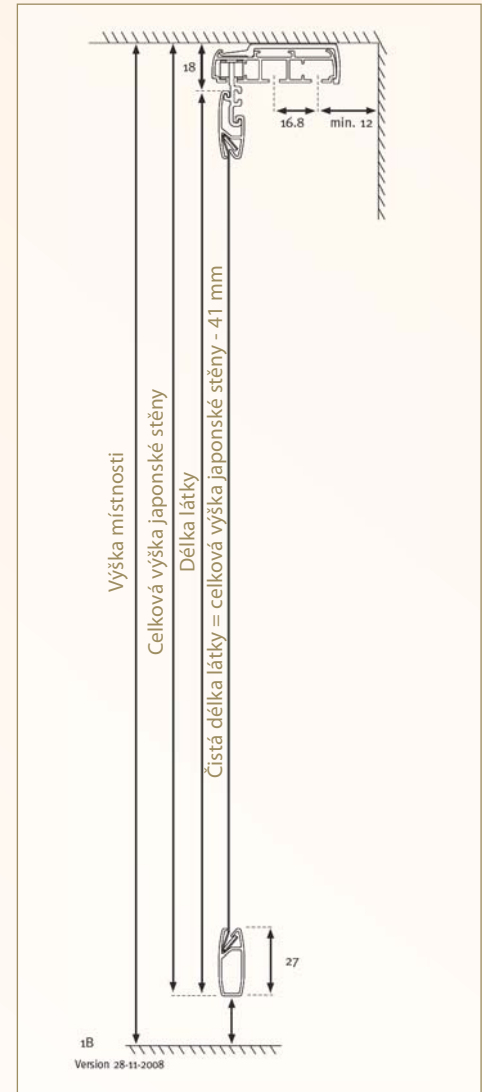 18
16.8
min. 12
Výška místnosti
Celková výška japonské stěny
Délka látky
Čistá délka látky = celková výška japonské stěny - 41 mm
27
1B
Version 28-11-2008